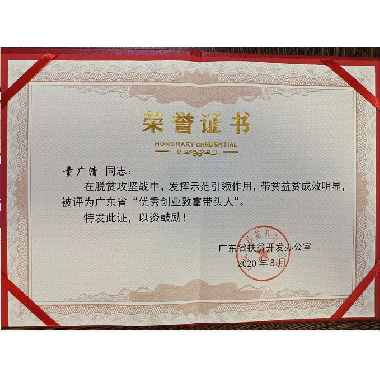 荣誉证书
HONORARY CREDENTIAL
同志:
在脱贫攻坚战中，发挥示范引领作用，带贫益贫成效明显，
被评为广东省“优秀创业致富带头人”。
特发此证，以资鼓励！
广东省扶贫开发办公室
2020年8月